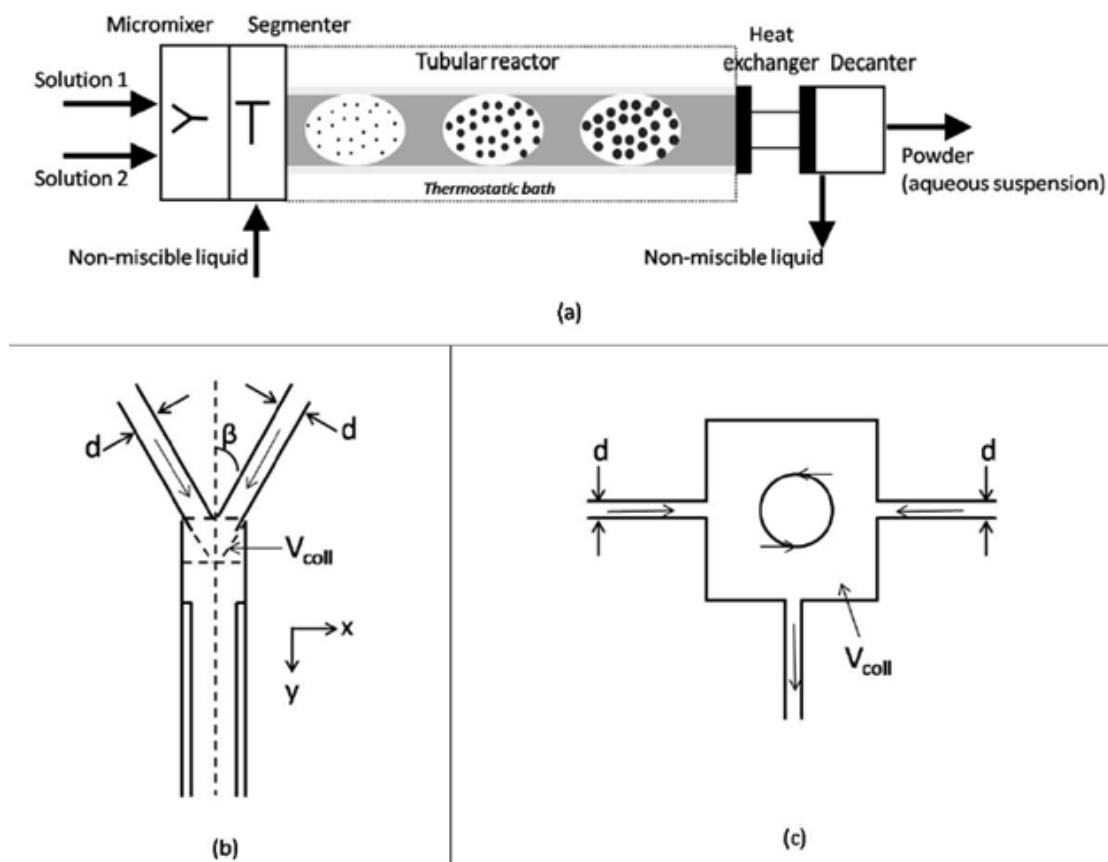 Micromixer
Segmenter
Heat
exchanger
Decanter
Tubular reactor
Solution 1
Solution 2
Thermostatic bath
Powder
(aqueous suspension)
Non-miscible liquid
Non-miscible liquid
(a)
d
β
d
V_coll
x
y
(b)
d
d
V_coll
(c)